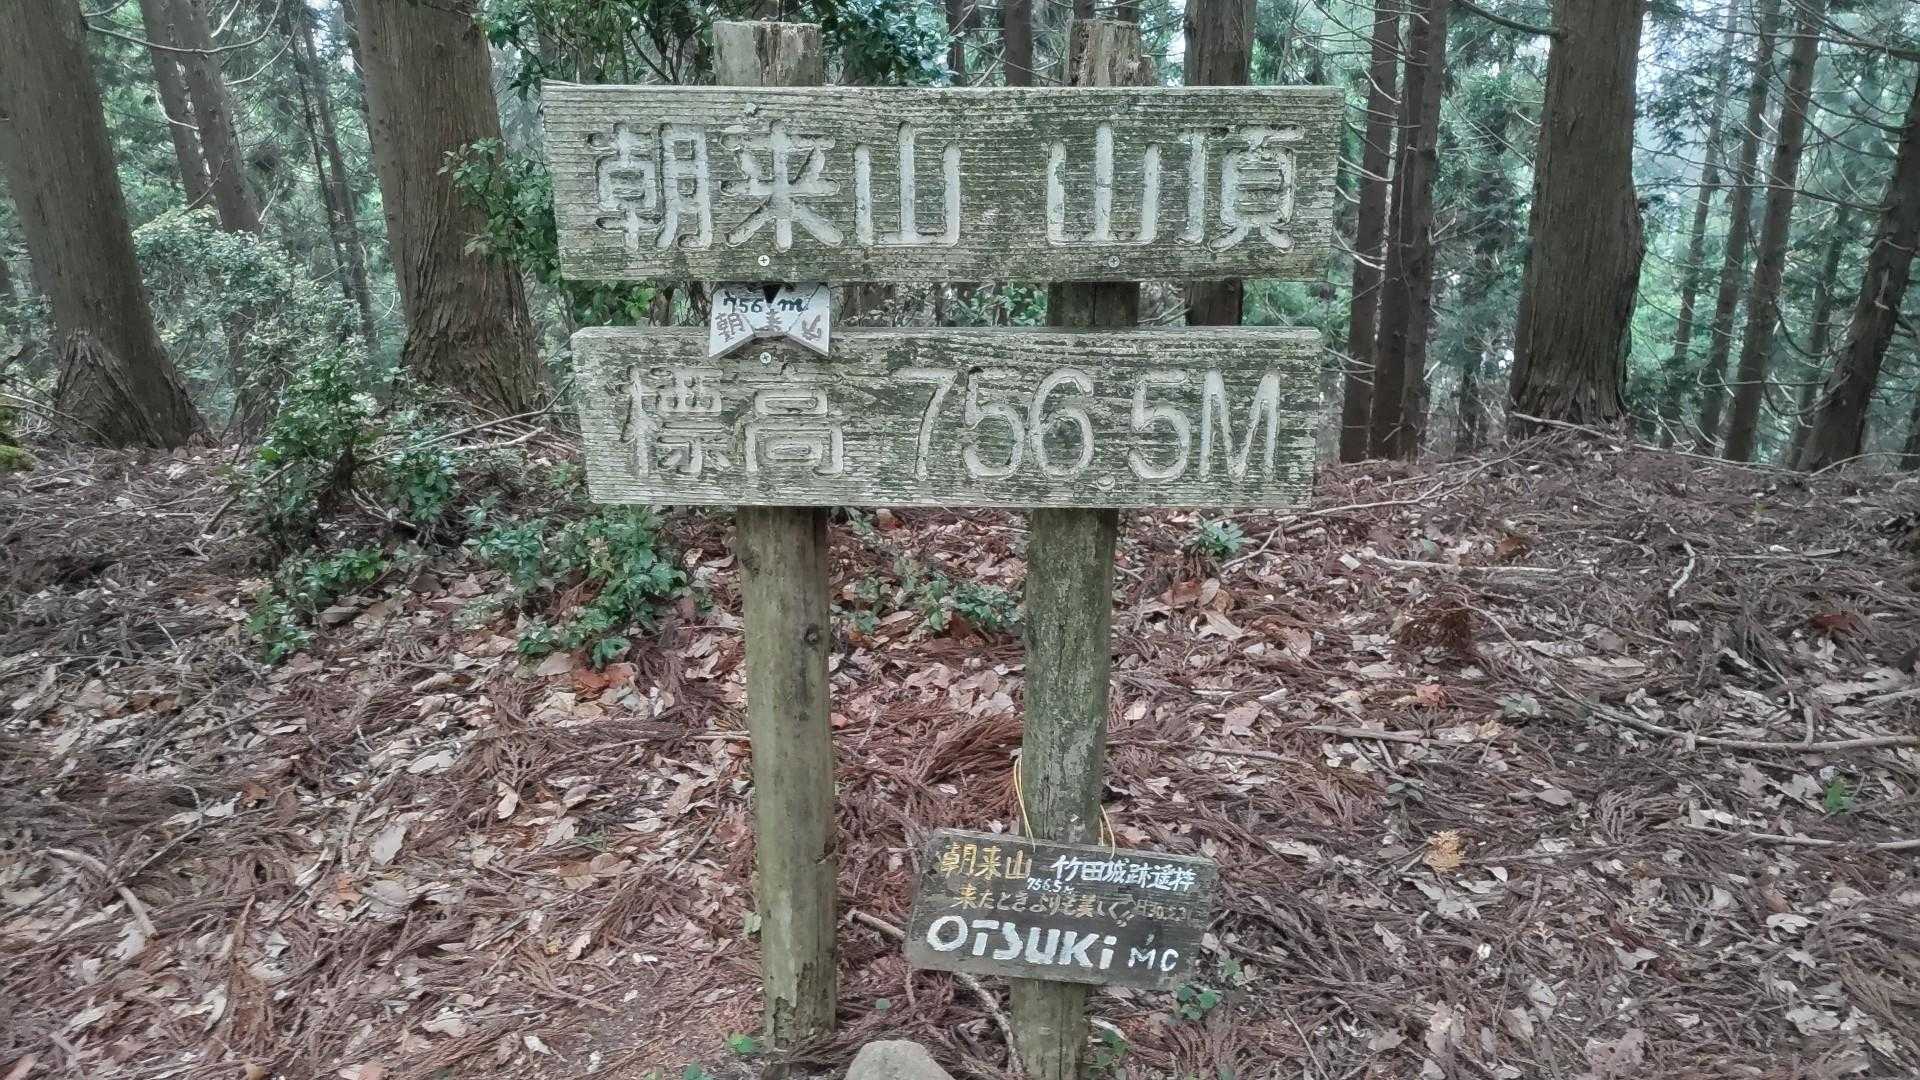 朝来山 山頂
756.m
朝来山
標高 756.5M
朝来山 竹田城跡遥拝
756.5M
来たときよりも美しく!!
OTSUKi MC